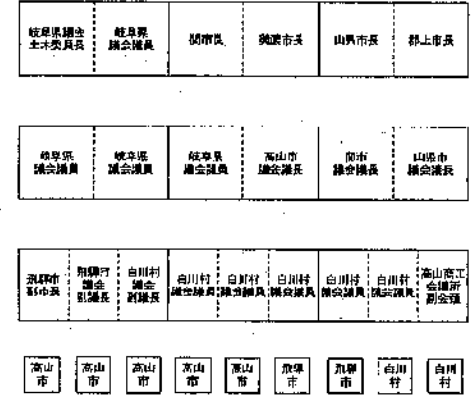 岐阜県議会
土木委員長
岐阜県
議会議員
関市長
美濃市長
山県市長
郡上市長
岐阜県
議会議員
岐阜県
議会議員
岐阜県
議会議員
高山市
議会議長
関市
議会議長
山県市
議会議長
飛騨市
副市長
飛騨市
議会
副議長
白川村
議会
副議長
白川村
議会議員
白川村
議会議員
白川村
議会議員
白川村
議会議員
白川村
議会議員
高山商工
会議所
副会頭
高山
市
高山
市
高山
市
高山
市
高山
市
飛騨
市
飛騨
市
白川
村
白川
村